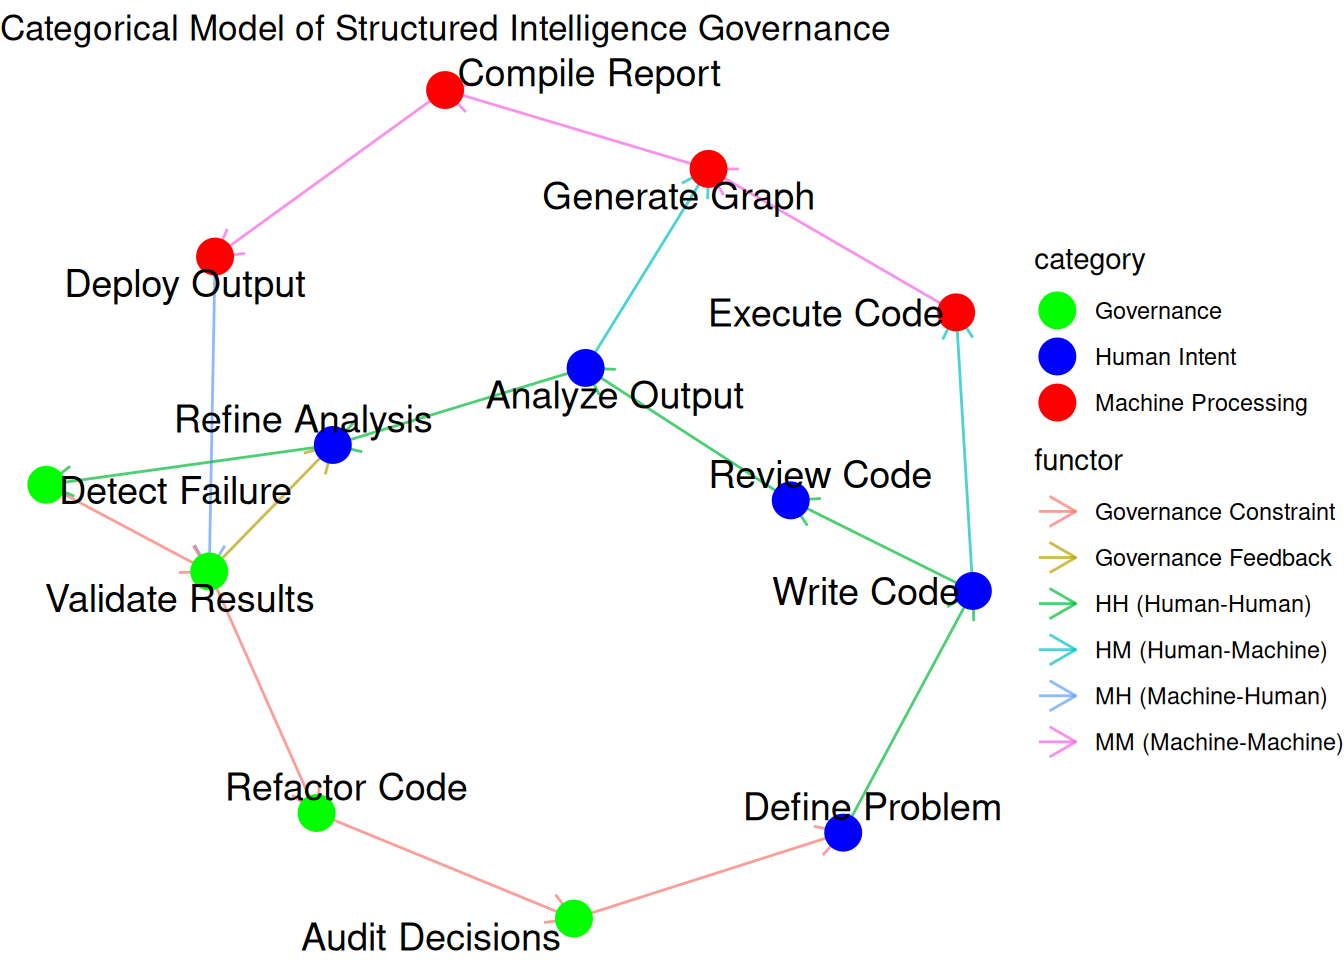 Categorical Model of Structured Intelligence Governance
Compile Report
Generate Graph
Deploy Output
Execute Code
Analyze Output
Refine Analysis
Review Code
Detect Failure
Validate Results
Write Code
Refactor Code
Define Problem
Audit Decisions
category
Governance
Human Intent
Machine Processing
functor
Governance Constraint
Governance Feedback
HH (Human-Human)
HM (Human-Machine)
MH (Machine-Human)
MM (Machine-Machine)